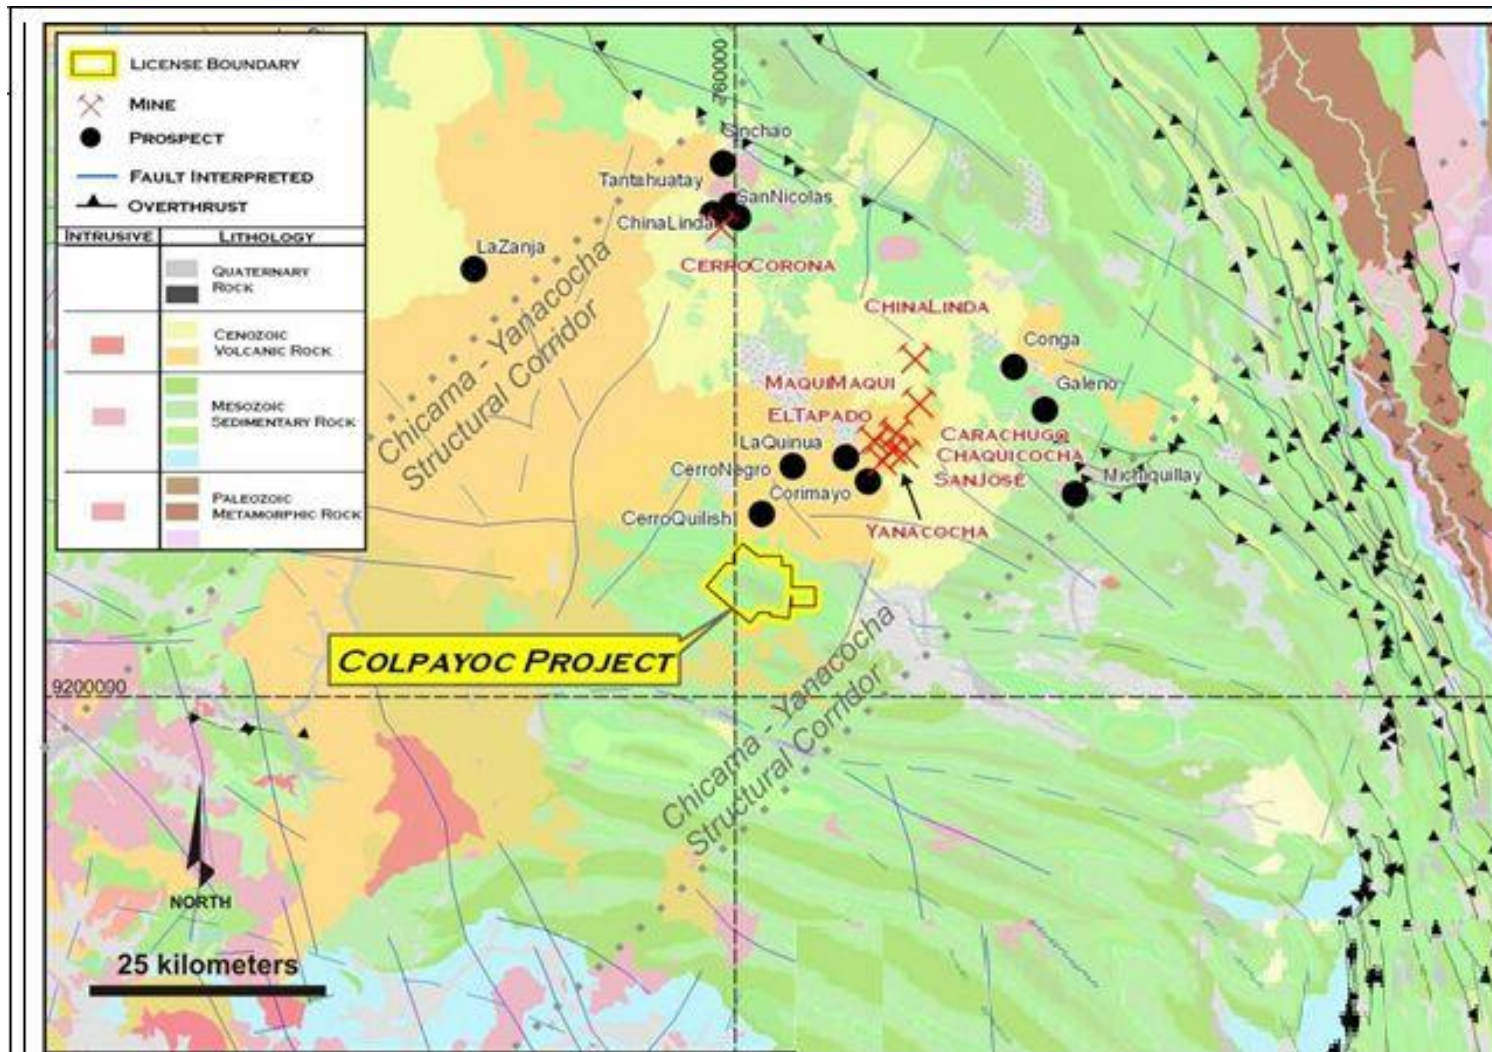 LICENSE BOUNDARY
MINE
PROSPECT
FAULT INTERPRETED
OVERTHRUST
INTRUSIVE
LITHOLOGY
QUATERNARY
ROCK
CENOZOIC
VOLCANIC ROCK
MESOZOIC
SEDIMENTARY ROCK
PALEOZOIC
METAMORPHIC ROCK
760000
Sinchao
Tantahuatay
SanNicolas
ChinaLinda
CERROCORONA
LaZanja
Chicama - Yanacocha
Structural Corridor
CHINALINDA
Conga
MAQUIMAQUI
Galeno
ELTAPADO
CARACHUGO
LaQuinua
CHAQUICOCHA
CerroNegro
SANJOSÉ
Michiquillay
Corimayo
CerroQuilish
YANACOCHA
COLPAYOC PROJECT
9200000
Chicama - Yanacocha
Structural Corridor
NORTH
25 kilometers